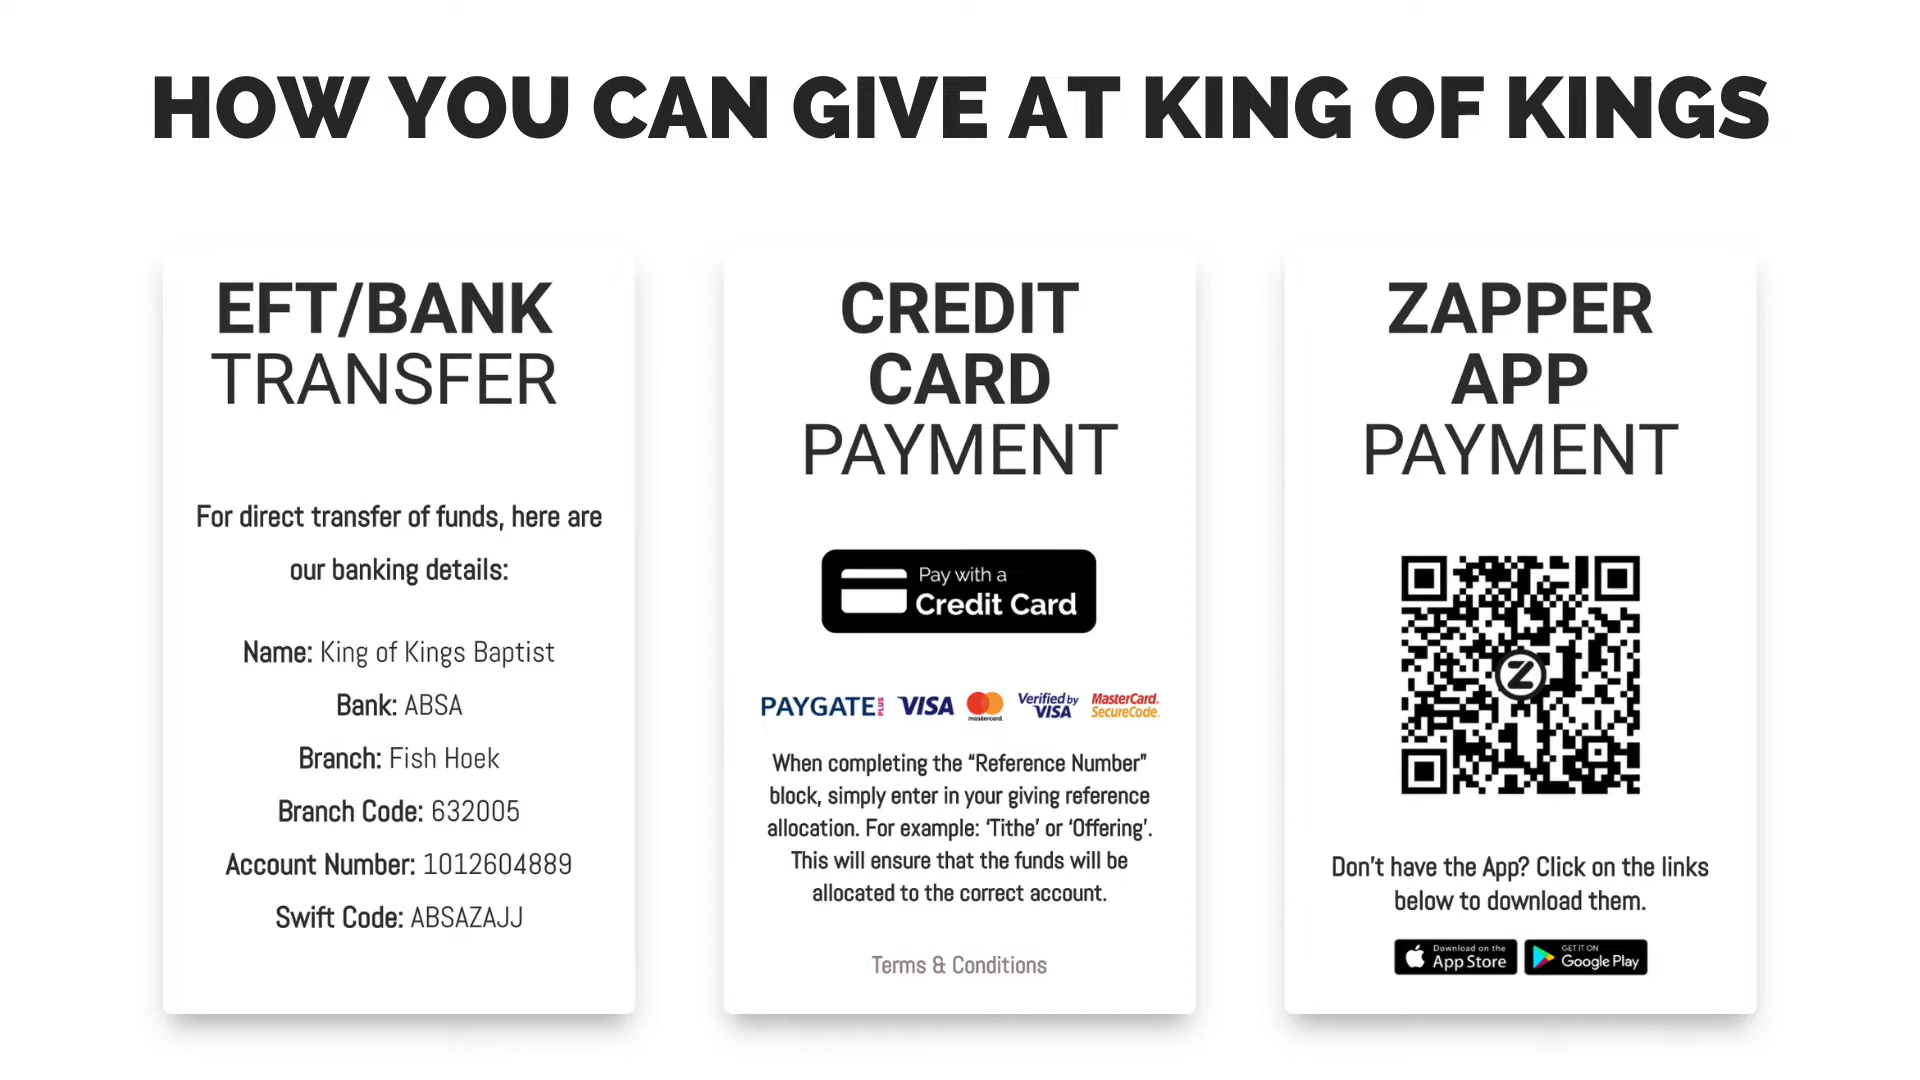 HOW YOU CAN GIVE AT KING OF KINGS
EFT/BANK
TRANSFER
For direct transfer of funds, here are
our banking details:
Name: King of Kings Baptist
Bank: ABSA
Branch: Fish Hoek
Branch Code: 632005
Account Number: 1012604889
Swift Code: ABSAZAJJ
CREDIT
CARD
PAYMENT
Pay with a
Credit Card
PAYGATE PLUS VISA mastercard. Verified by VISA MasterCard. SecureCode.
When completing the “Reference Number”
block, simply enter in your giving reference
allocation. For example: ‘Tithe’ or ‘Offering’.
This will ensure that the funds will be
allocated to the correct account.
Terms & Conditions
ZAPPER
APP
PAYMENT
Z
Don’t have the App? Click on the links
below to download them.
Download on the
App Store
GET IT ON
Google Play